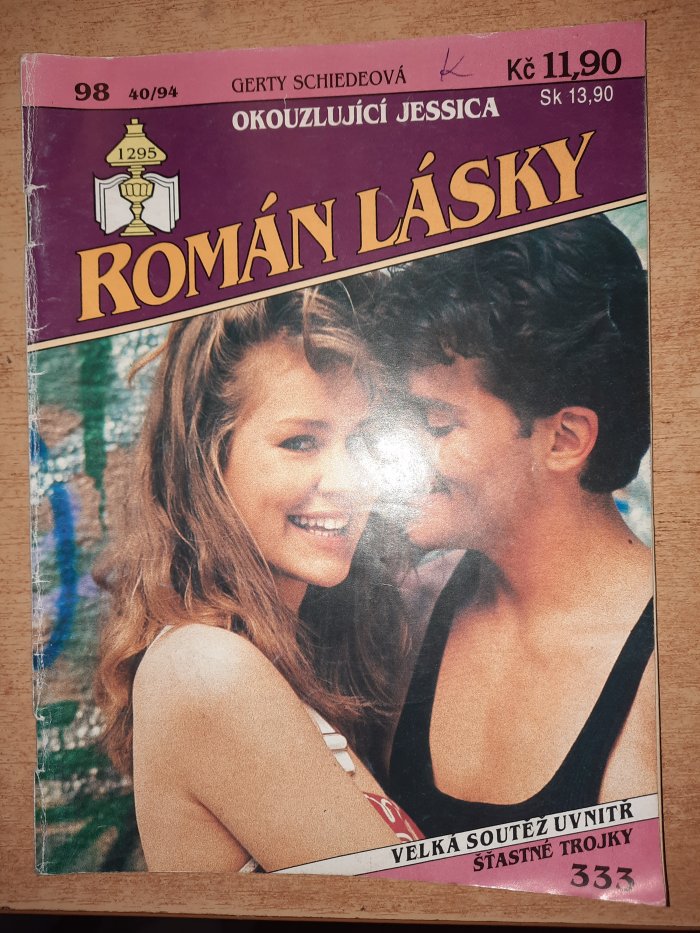 98 40/94
GERTY SCHIEDEOVÁ
K
Kč 11,90
Sk 13,90
OKOUZLUJÍCÍ JESSICA
1295
ROMÁN LÁSKY
VELKÁ SOUTĚŽ UVNITŘ
ŠŤASTNÉ TROJKY
333